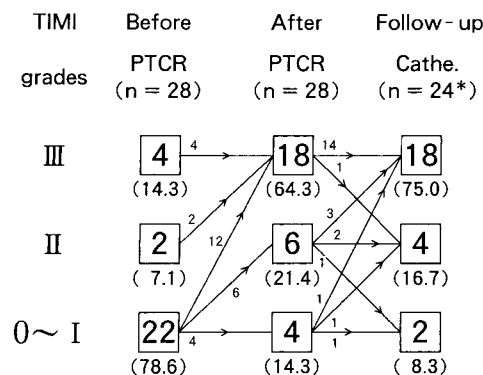 TIMI Before After Follow-up
grades PTCR PTCR Cathe.
(n = 28) (n = 28) (n = 24*)
III 4 4 18 14 18
(14.3) 1 (64.3) (75.0)
2 12 3
II 2 6 2 4
(7.1) (21.4) 1 (16.7)
6 1
0~I 22 4 4 1 1 2
(78.6) (14.3) (8.3)